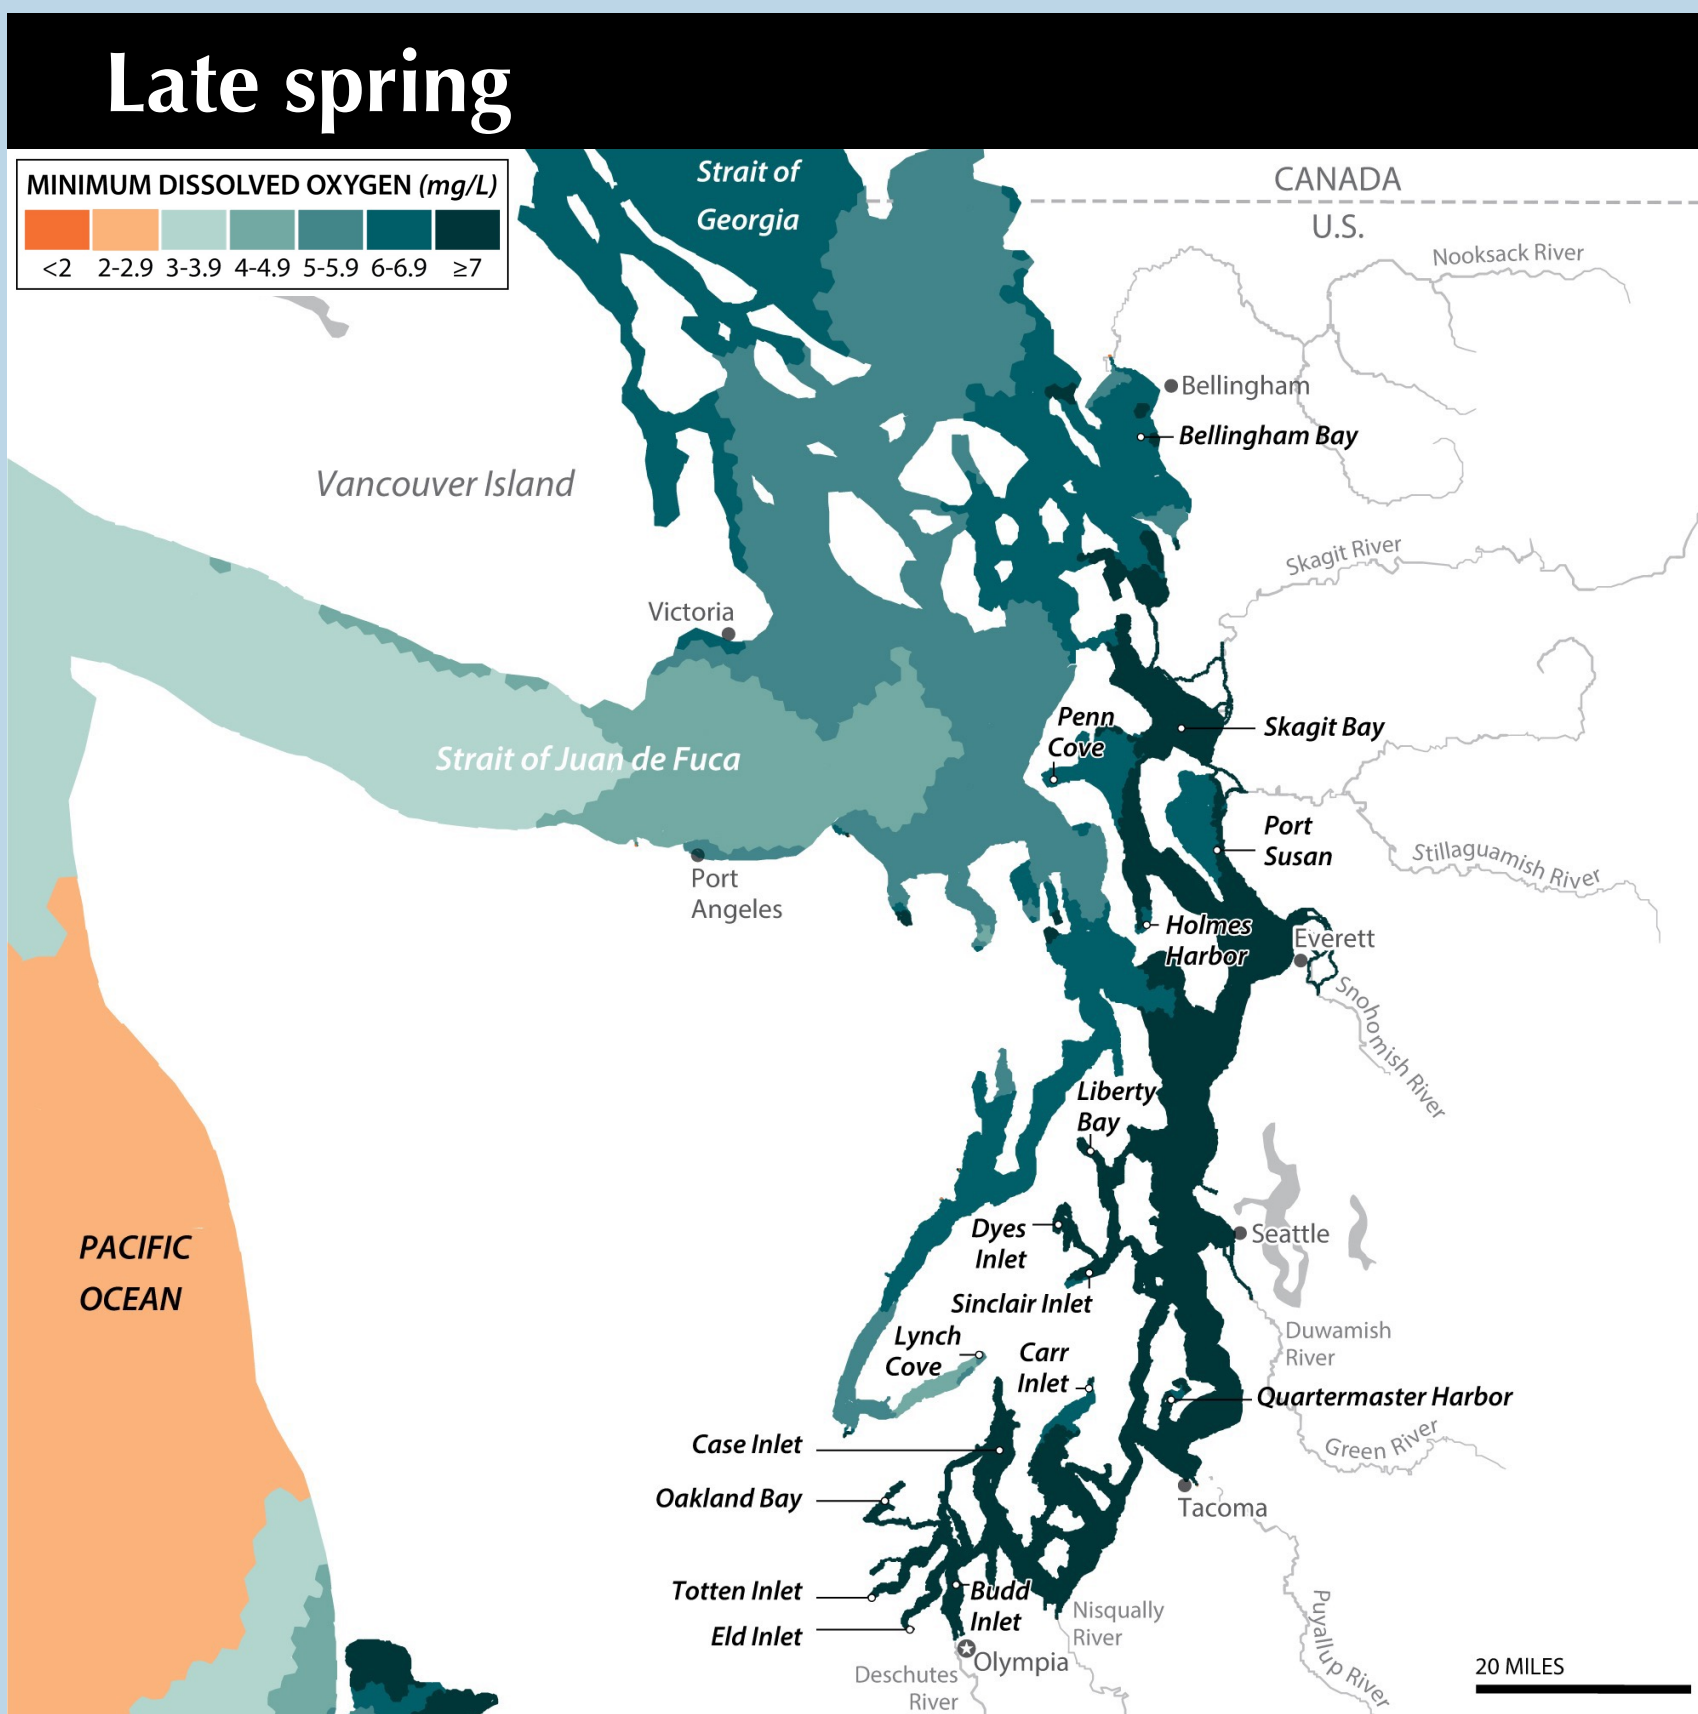 Late spring
MINIMUM DISSOLVED OXYGEN (mg/L)
<2 2-2.9 3-3.9 4-4.9 5-5.9 6-6.9 ≥7
Strait of
Georgia
CANADA
U.S.
Nooksack River
Bellingham
Bellingham Bay
Vancouver Island
Skagit River
Victoria
Penn
Cove
Skagit Bay
Strait of Juan de Fuca
Port
Susan
Stillaguamish River
Port
Angeles
Holmes
Harbor
Everett
Snohomish River
Liberty
Bay
PACIFIC
OCEAN
Dyes
Inlet
Seattle
Sinclair Inlet
Duwamish
River
Lynch
Cove
Carr
Inlet
Quartermaster Harbor
Green River
Case Inlet
Oakland Bay
Tacoma
Totten Inlet
Budd
Inlet
Eld Inlet
Nisqually
River
Puyallup River
Olympia
Deschutes
River
20 MILES